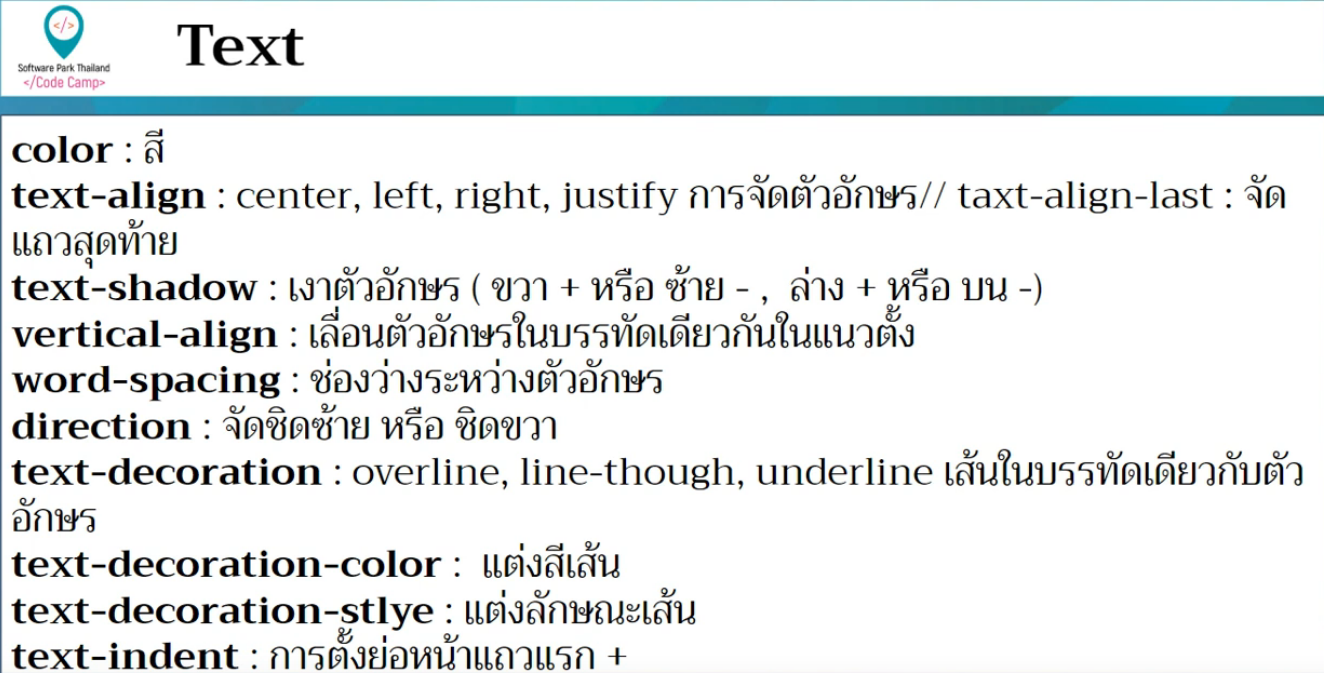 </>
Software Park Thailand
</Code Camp>
Text
color : สี
text-align : center, left, right, justify การจัดตัวอักษร// taxt-align-last : จัด
แถวสุดท้าย
text-shadow : เงาตัวอักษร ( ขวา + หรือ ซ้าย - , ล่าง + หรือ บน -)
vertical-align : เลื่อนตัวอักษรในบรรทัดเดียวกันในแนวตั้ง
word-spacing : ช่องว่างระหว่างตัวอักษร
direction : จัดชิดซ้าย หรือ ชิดขวา
text-decoration : overline, line-though, underline เส้นในบรรทัดเดียวกับตัว
อักษร
text-decoration-color : แต่งสีเส้น
text-decoration-stlye : แต่งลักษณะเส้น
text-indent : การตั้งย่อหน้าแถวแรก +